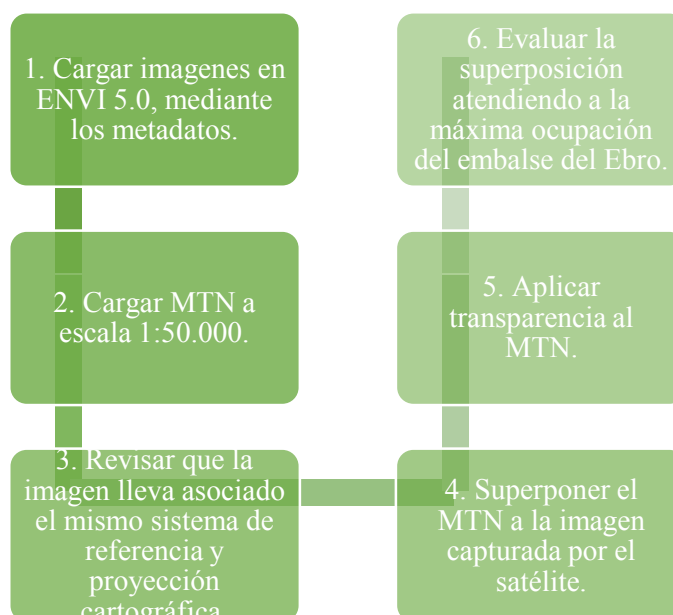 1. Cargar imagenes en
ENVI 5.0, mediante
los metadatos.
2. Cargar MTN a
escala 1:50.000.
3. Revisar que la
imagen lleva asociado
el mismo sistema de
referencia y
proyección
cartográfica.
4. Superponer el
MTN a la imagen
capturada por el
satélite.
5. Aplicar
transparencia al
MTN.
6. Evaluar la
superposición
atendiendo a la
máxima ocupación
del embalse del Ebro.